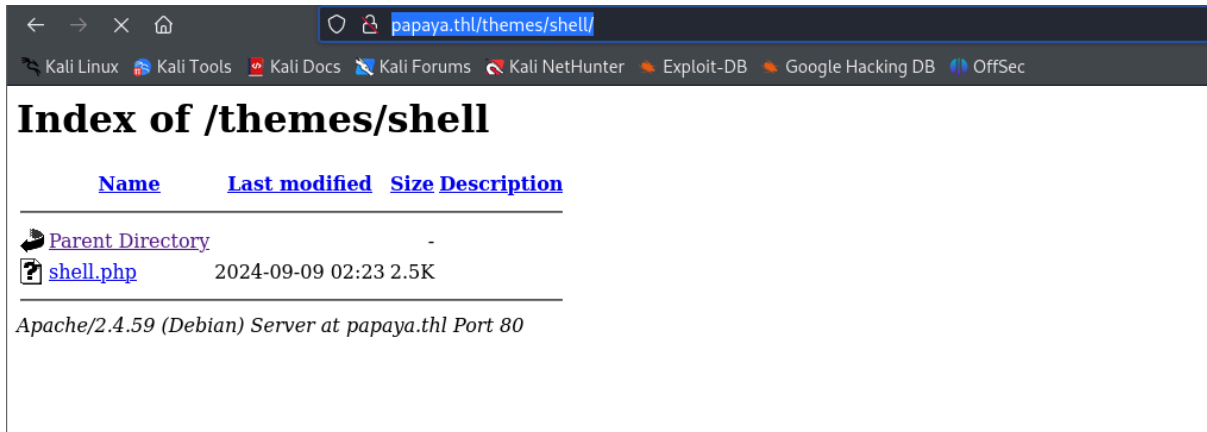 papaya.thl/themes/shell/
Kali Linux Kali Tools Kali Docs Kali Forums Kali NetHunter Exploit-DB Google Hacking DB OffSec
Index of /themes/shell
Name Last modified Size Description
Parent Directory -
shell.php 2024-09-09 02:23 2.5K
Apache/2.4.59 (Debian) Server at papaya.thl Port 80